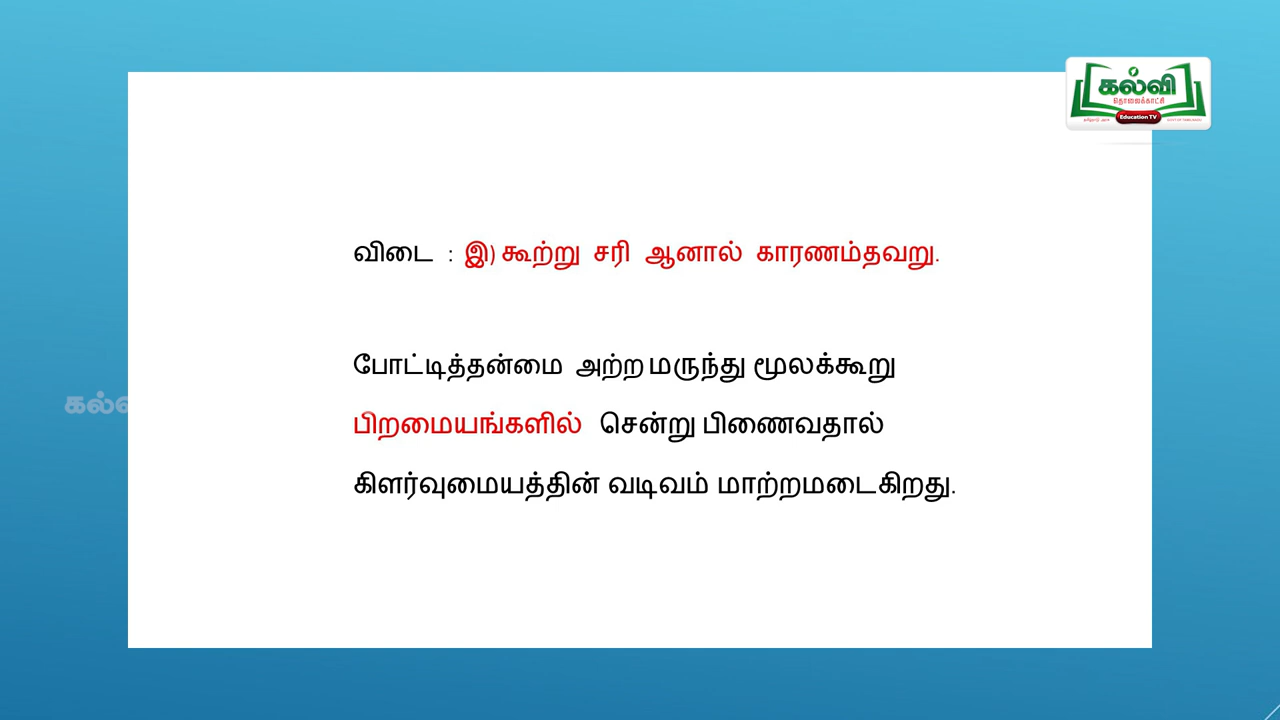 கல்வி
தொலைக்காட்சி
Education TV
விடை : இ) கூற்று சரி ஆனால் காரணம்தவறு.
போட்டித்தன்மை அற்ற மருந்து மூலக்கூறு
பிறமையங்களில் சென்று பிணைவதால்
கிளர்வுமையத்தின் வடிவம் மாற்றமடைகிறது.